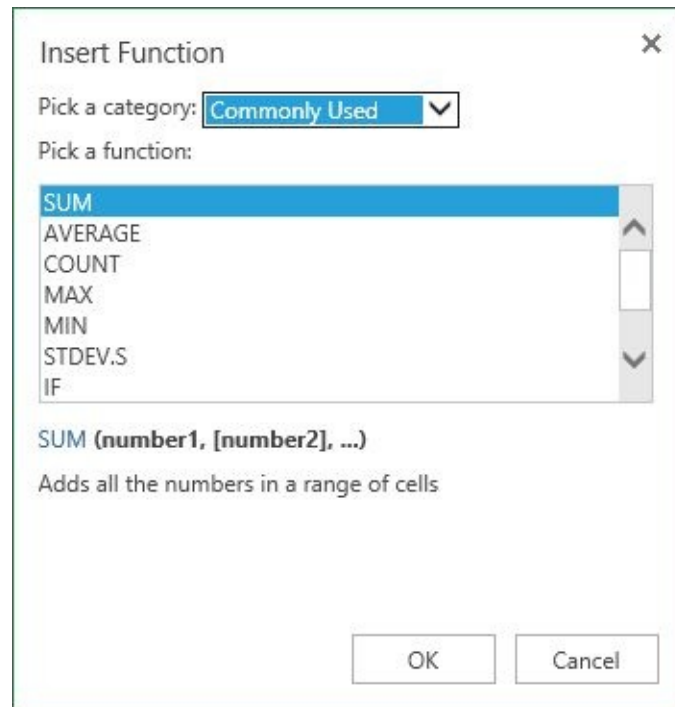 Insert Function
Pick a category: Commonly Used
Pick a function:
SUM
AVERAGE
COUNT
MAX
MIN
STDEV.S
IF
SUM (number1, [number2], ...)
Adds all the numbers in a range of cells
OK Cancel